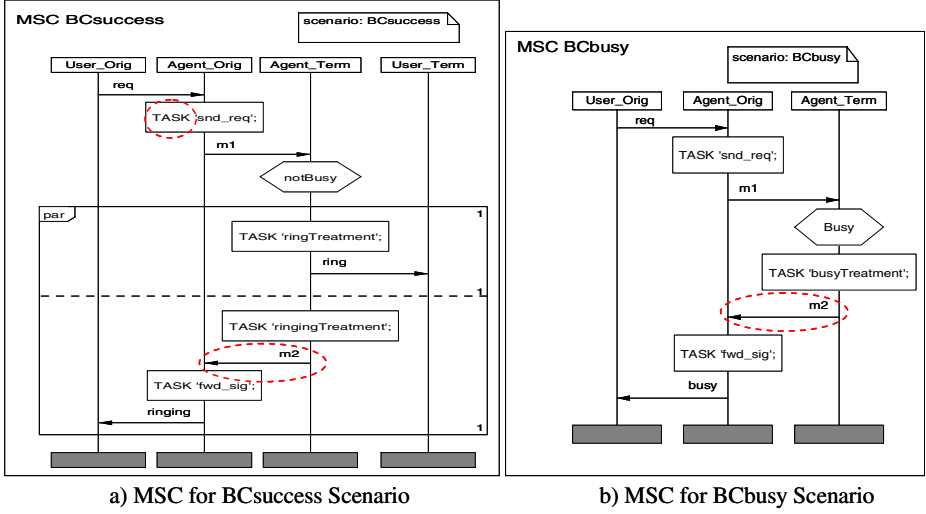 MSC BCsuccess
scenario: BCsuccess
User_Orig Agent_Orig Agent_Term User_Term
req
TASK 'snd_req';
m1
notBusy
par 1
TASK 'ringTreatment';
ring
1
TASK 'ringingTreatment';
m2
TASK 'fwd_sig';
ringing
1
a) MSC for BCsuccess Scenario
MSC BCbusy
scenario: BCbusy
User_Orig Agent_Orig Agent_Term
req
TASK 'snd_req';
m1
Busy
TASK 'busyTreatment';
m2
TASK 'fwd_sig';
busy
b) MSC for BCbusy Scenario